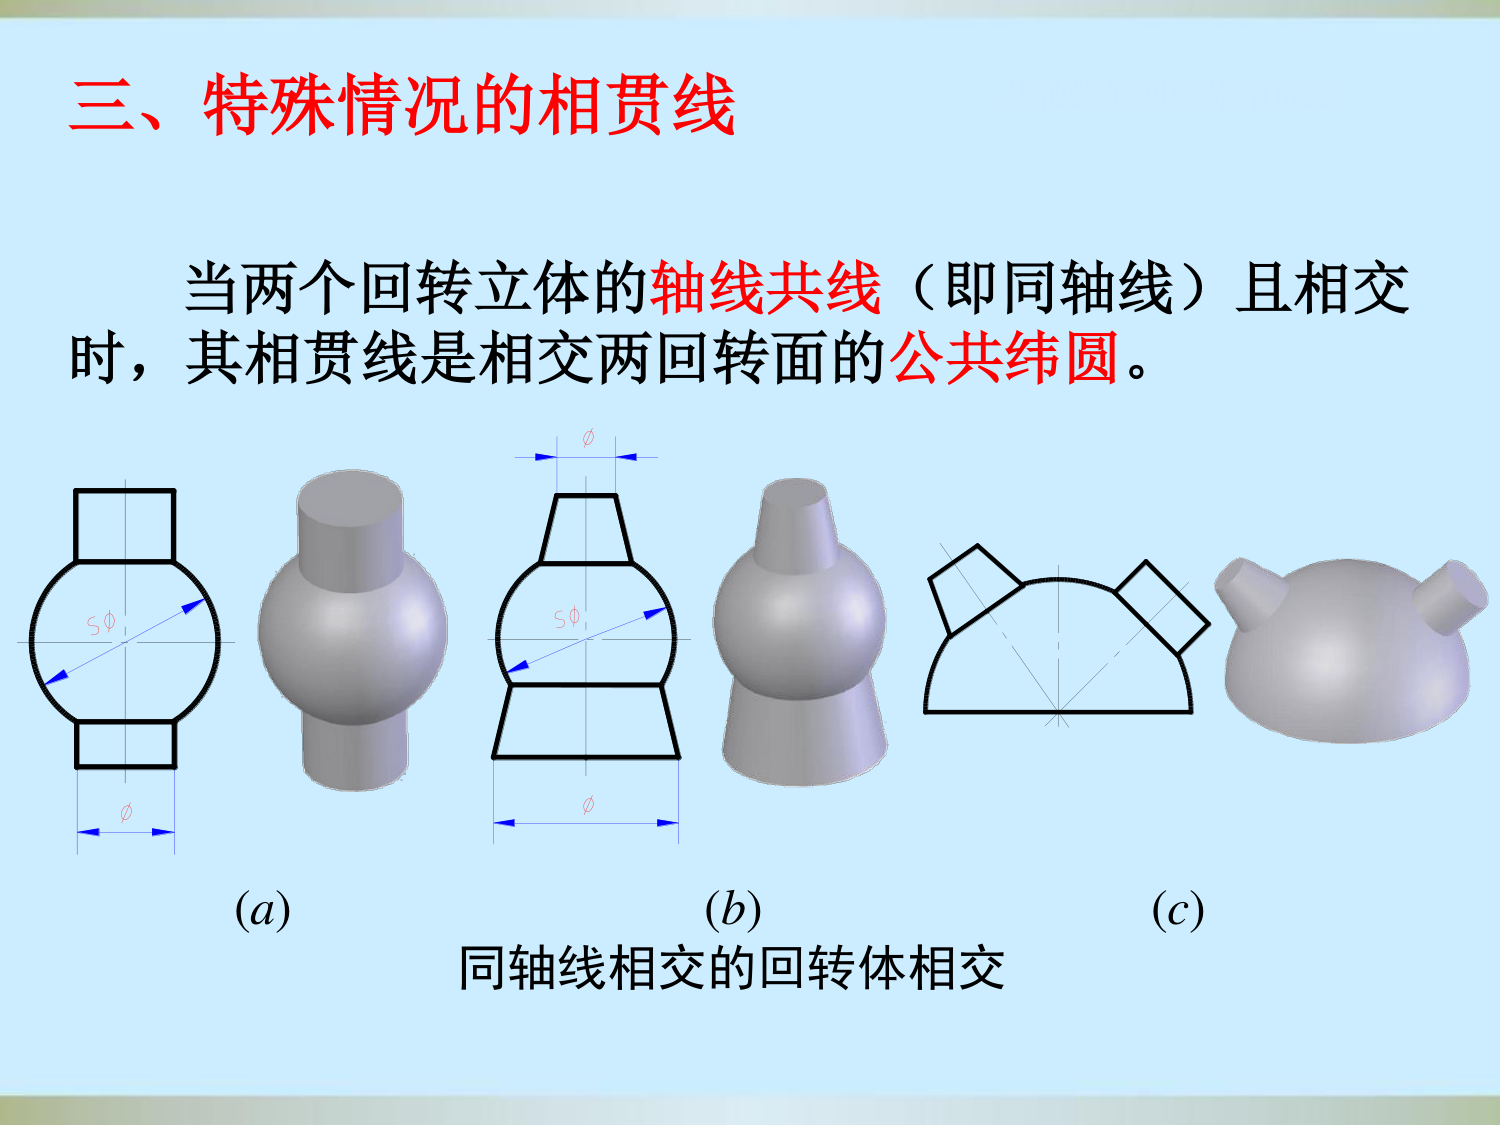 三、特殊情况的相贯线
当两个回转立体的轴线共线（即同轴线）且相交
时，其相贯线是相交两回转面的公共纬圆。
φ
Sφ
Sφ
φ
φ
(a)
(b)
(c)
同轴线相交的回转体相交